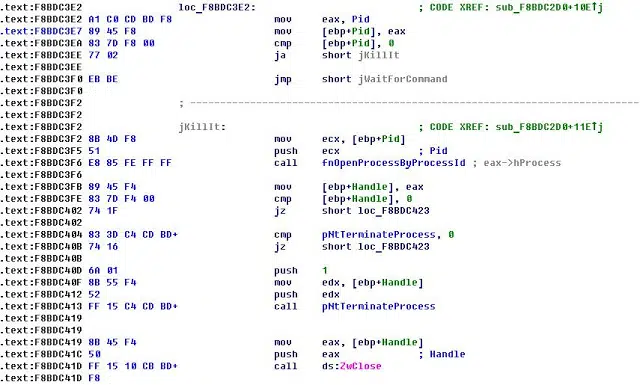 .text:F8BDC3E2 loc_F8BDC3E2: ; CODE XREF: sub_F8BDC2D0+10E↑j
.text:F8BDC3E2 A1 C0 CD BD F8 mov eax, Pid
.text:F8BDC3E7 89 45 F8 mov [ebp+Pid], eax
.text:F8BDC3EA 83 7D F8 00 cmp [ebp+Pid], 0
.text:F8BDC3EE 77 02 ja short jKillIt
.text:F8BDC3F0 EB BE jmp short jWaitForCommand
.text:F8BDC3F0
.text:F8BDC3F2 ; ---------------------------------------------------------------------------
.text:F8BDC3F2
.text:F8BDC3F2 jKillIt: ; CODE XREF: sub_F8BDC2D0+11E↑j
.text:F8BDC3F2 8B 4D F8 mov ecx, [ebp+Pid]
.text:F8BDC3F5 51 push ecx ; Pid
.text:F8BDC3F6 E8 85 FE FF FF call fnOpenProcessByProcessId ; eax->hProcess
.text:F8BDC3F6
.text:F8BDC3FB 89 45 F4 mov [ebp+Handle], eax
.text:F8BDC3FE 83 7D F4 00 cmp [ebp+Handle], 0
.text:F8BDC402 74 1F jz short loc_F8BDC423
.text:F8BDC402
.text:F8BDC404 83 3D C4 CD BD+ cmp pNtTerminateProcess, 0
.text:F8BDC40B 74 16 jz short loc_F8BDC423
.text:F8BDC40B
.text:F8BDC40D 6A 01 push 1
.text:F8BDC40F 8B 55 F4 mov edx, [ebp+Handle]
.text:F8BDC412 52 push edx
.text:F8BDC413 FF 15 C4 CD BD+ call pNtTerminateProcess
.text:F8BDC419
.text:F8BDC419
.text:F8BDC419 8B 45 F4 mov eax, [ebp+Handle]
.text:F8BDC41C 50 push eax ; Handle
.text:F8BDC41D FF 15 10 CB BD+ call ds:ZwClose
.text:F8BDC41D F8